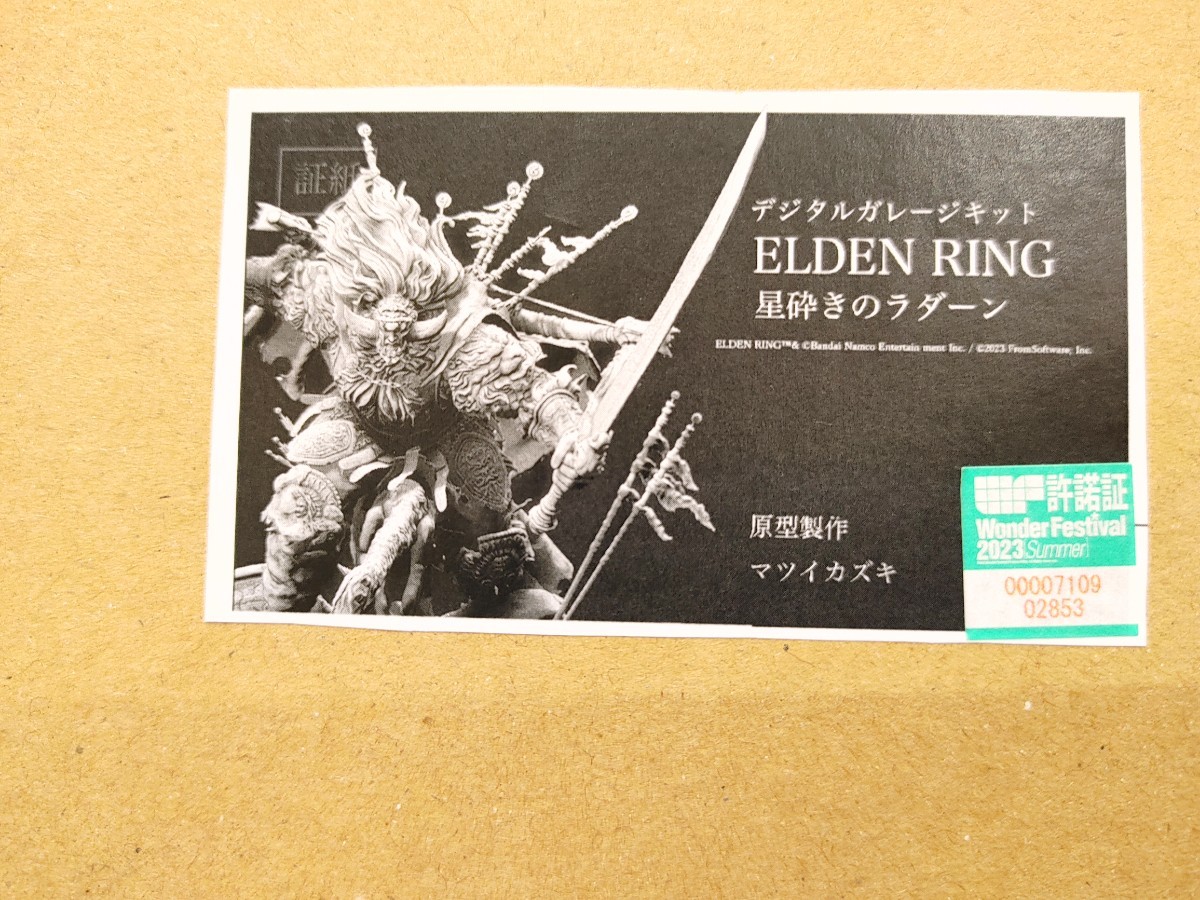 証紙
デジタルガレージキット
ELDEN RING
星砕きのラダーン
ELDEN RING™& ©Bandai Namco Entertain ment Inc. / ©2023 FromSoftware, Inc.
原型製作
マツイカズキ
許諾証
Wonder Festival
2023 Summer
00007109
02853